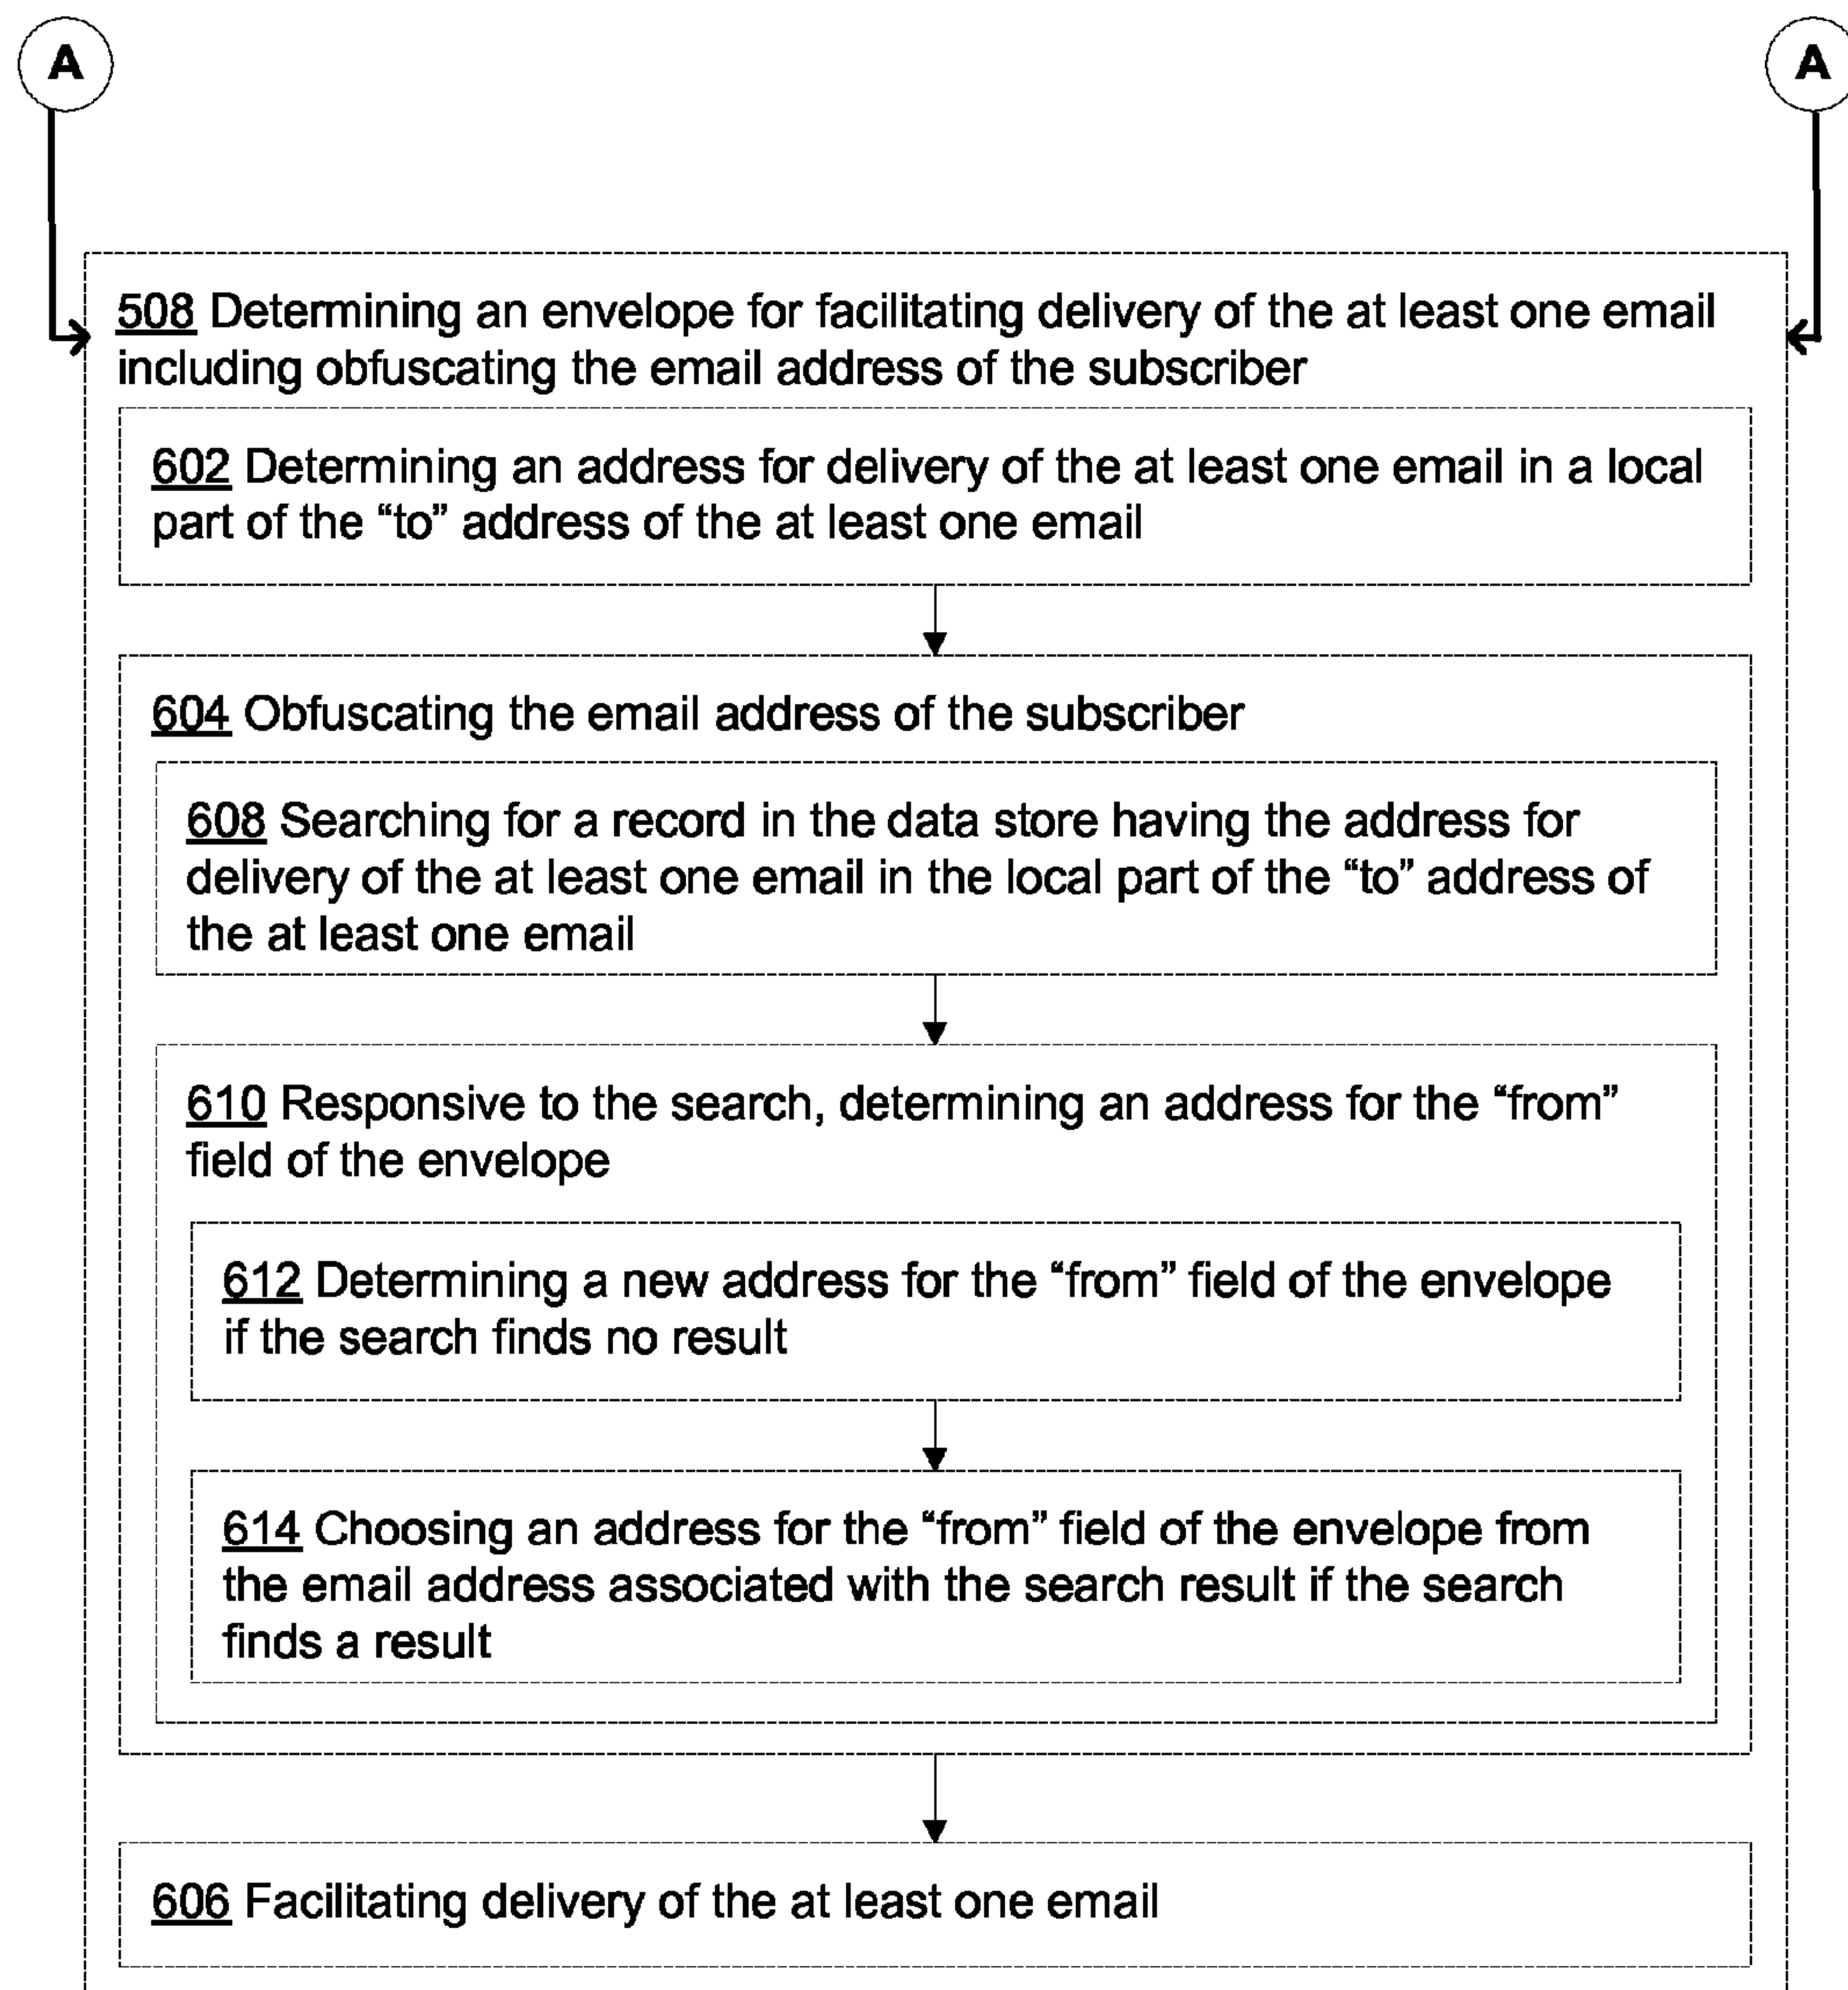 A
A
508 Determining an envelope for facilitating delivery of the at least one email
including obfuscating the email address of the subscriber
602 Determining an address for delivery of the at least one email in a local
part of the “to” address of the at least one email
604 Obfuscating the email address of the subscriber
608 Searching for a record in the data store having the address for
delivery of the at least one email in the local part of the “to” address of
the at least one email
610 Responsive to the search, determining an address for the “from”
field of the envelope
612 Determining a new address for the “from” field of the envelope
if the search finds no result
614 Choosing an address for the “from” field of the envelope from
the email address associated with the search result if the search
finds a result
606 Facilitating delivery of the at least one email